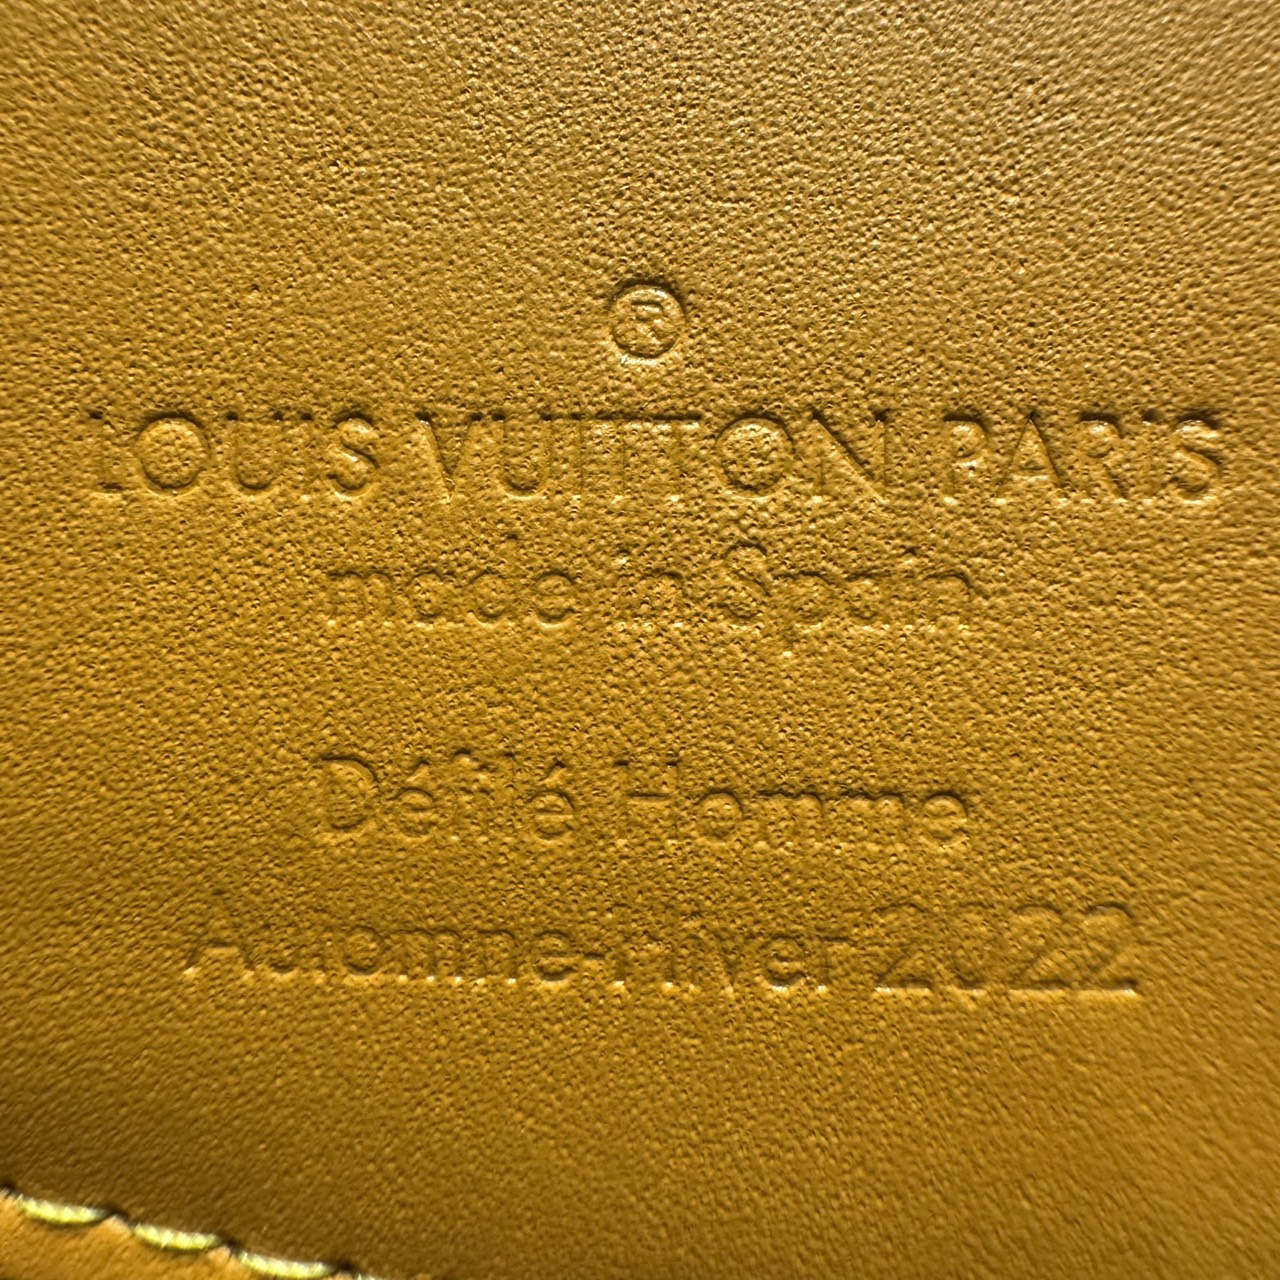 ®
LOUIS VUITTON PARIS
made in Spain
Défilé Homme
Automne-Hiver 2022